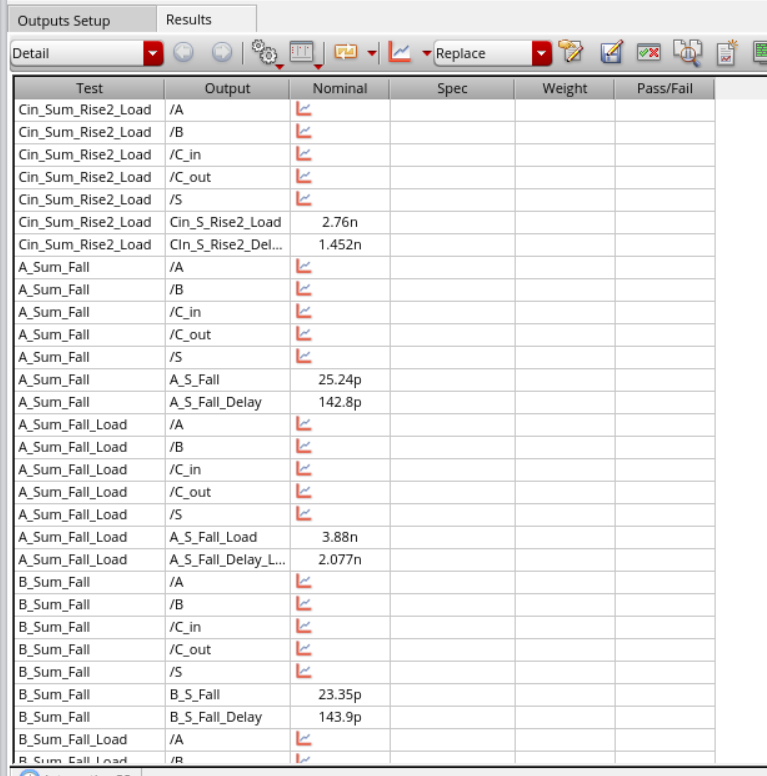 Outputs Setup Results
Detail Replace
Test Output Nominal Spec Weight Pass/Fail
Cin_Sum_Rise2_Load /A
Cin_Sum_Rise2_Load /B
Cin_Sum_Rise2_Load /C_in
Cin_Sum_Rise2_Load /C_out
Cin_Sum_Rise2_Load /S
Cin_Sum_Rise2_Load Cin_S_Rise2_Load 2.76n
Cin_Sum_Rise2_Load CIn_S_Rise2_Del... 1.452n
A_Sum_Fall /A
A_Sum_Fall /B
A_Sum_Fall /C_in
A_Sum_Fall /C_out
A_Sum_Fall /S
A_Sum_Fall A_S_Fall 25.24p
A_Sum_Fall A_S_Fall_Delay 142.8p
A_Sum_Fall_Load /A
A_Sum_Fall_Load /B
A_Sum_Fall_Load /C_in
A_Sum_Fall_Load /C_out
A_Sum_Fall_Load /S
A_Sum_Fall_Load A_S_Fall_Load 3.88n
A_Sum_Fall_Load A_S_Fall_Delay_L... 2.077n
B_Sum_Fall /A
B_Sum_Fall /B
B_Sum_Fall /C_in
B_Sum_Fall /C_out
B_Sum_Fall /S
B_Sum_Fall B_S_Fall 23.35p
B_Sum_Fall B_S_Fall_Delay 143.9p
B_Sum_Fall_Load /A
B_Sum_Fall_Load /B